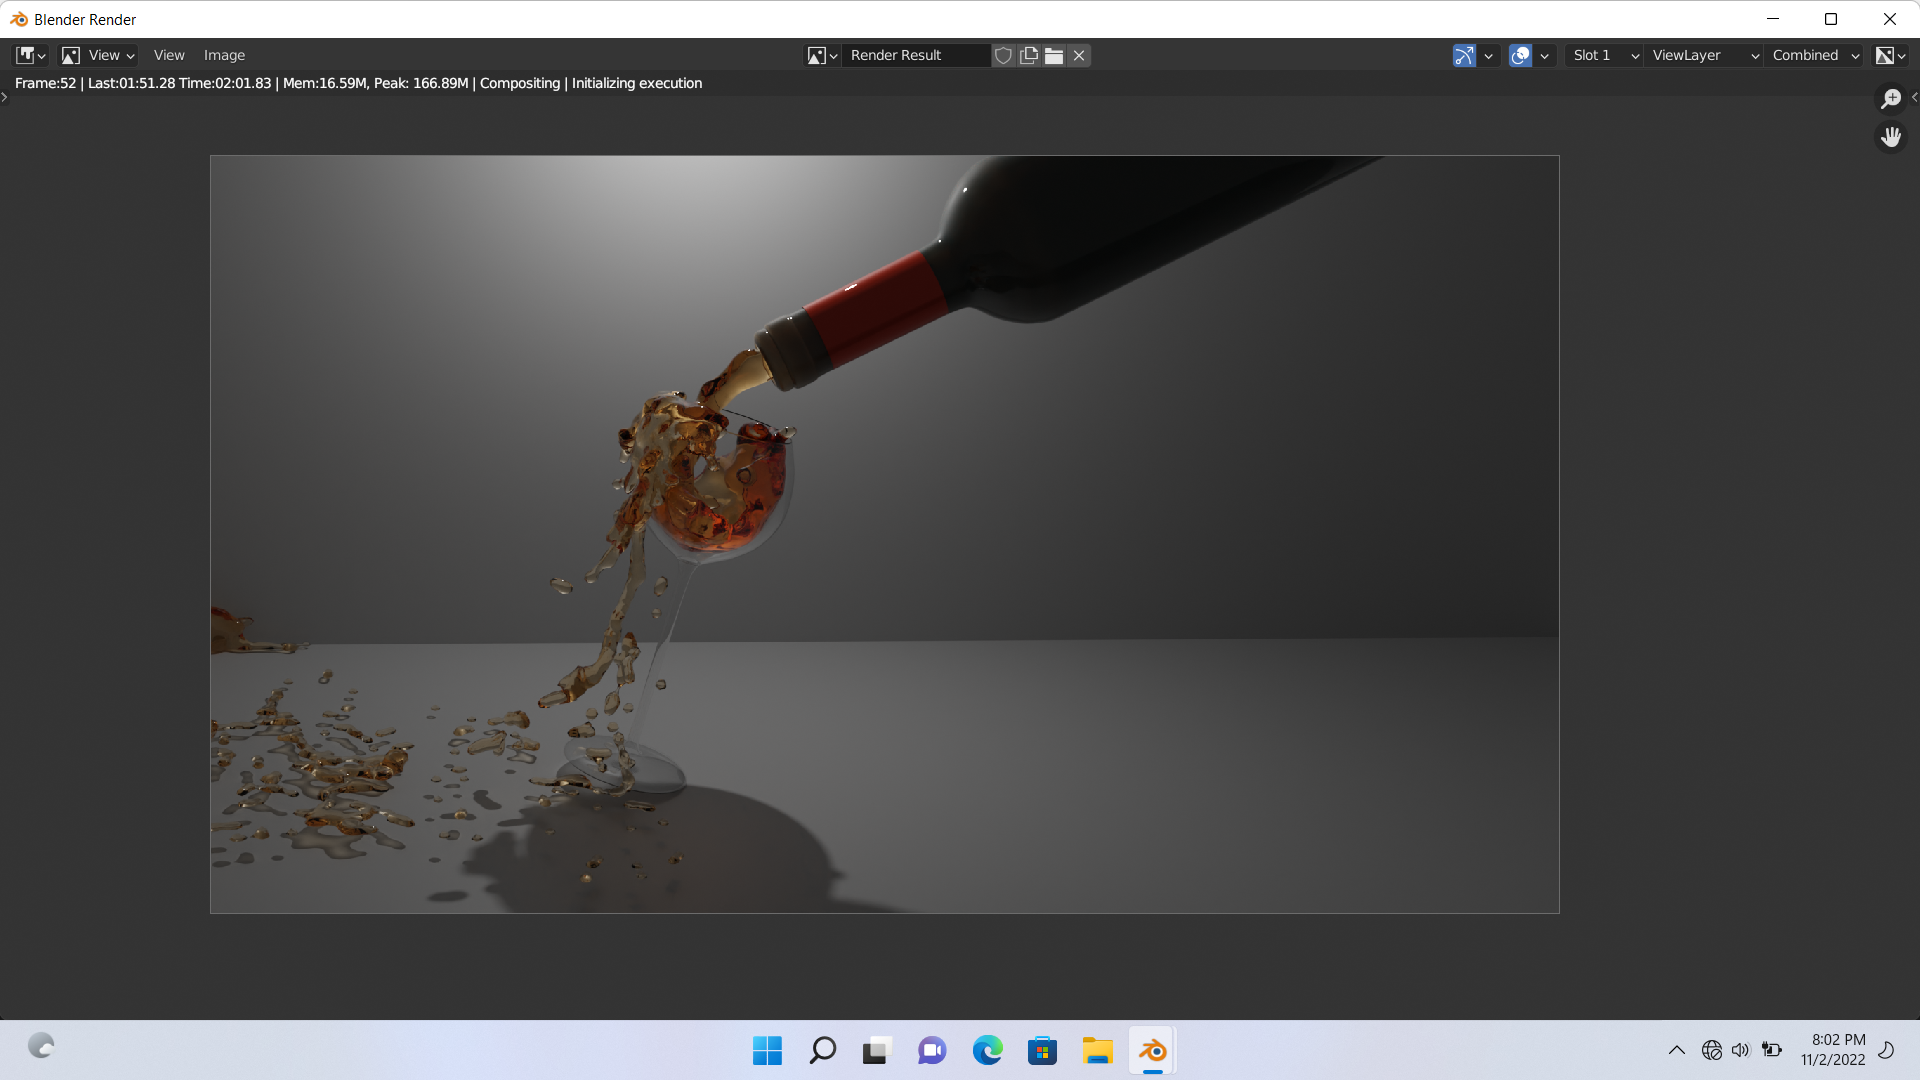 Blender Render
View View Image Render Result Slot 1 ViewLayer Combined
Frame:52 | Last:01:51.28 Time:02:01.83 | Mem:16.59M, Peak: 166.89M | Compositing | Initializing execution
8:02 PM
11/2/2022